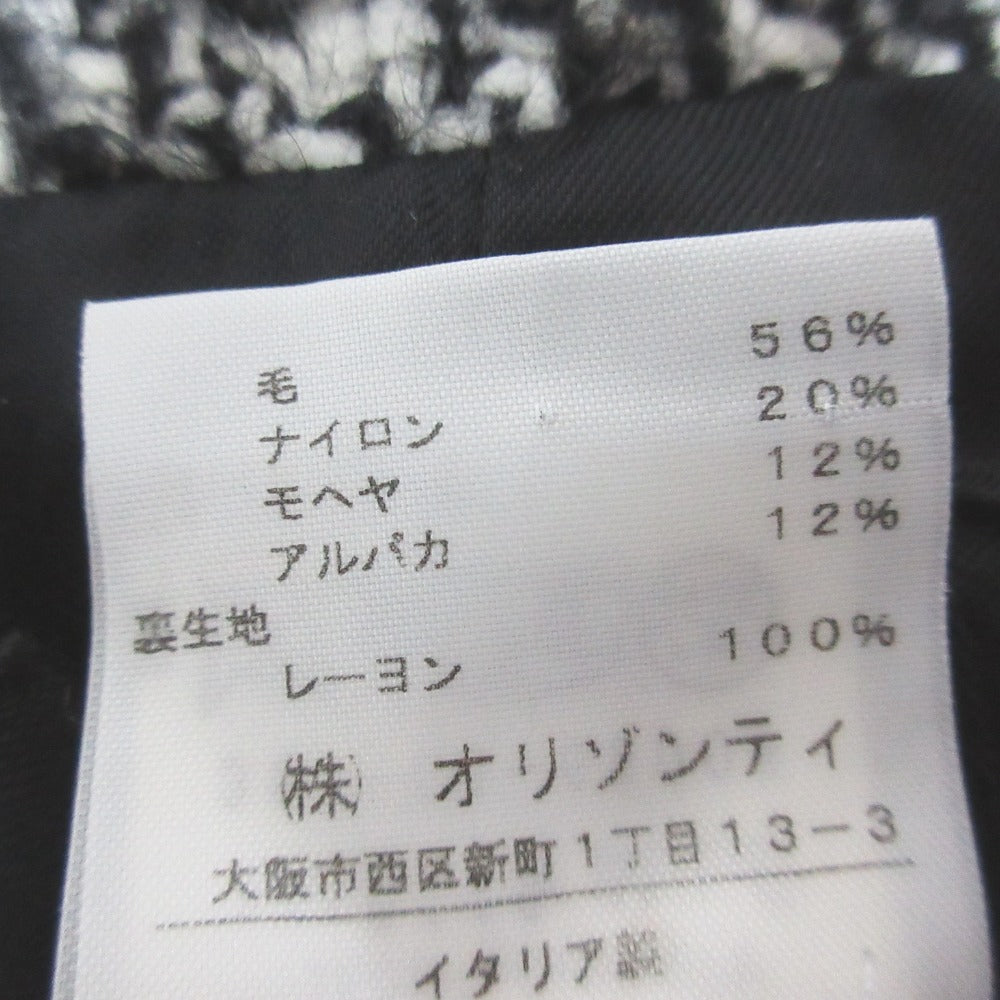 毛 56%
ナイロン 20%
モヘヤ 12%
アルパカ 12%
裏生地
レーヨン 100%
㈱ オリゾンティ
大阪市西区新町1丁目13-3
イタリア製